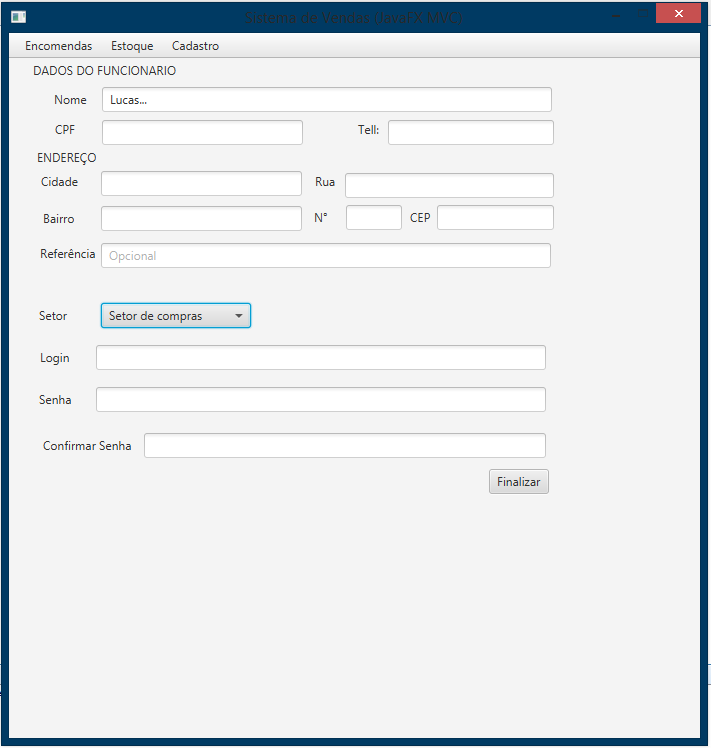 Sistema de Vendas (JavaFX MVC)
Encomendas Estoque Cadastro
DADOS DO FUNCIONARIO
Nome Lucas...
CPF Tell:
ENDEREÇO
Cidade Rua
Bairro N° CEP
Referência Opcional
Setor Setor de compras
Login
Senha
Confirmar Senha
Finalizar